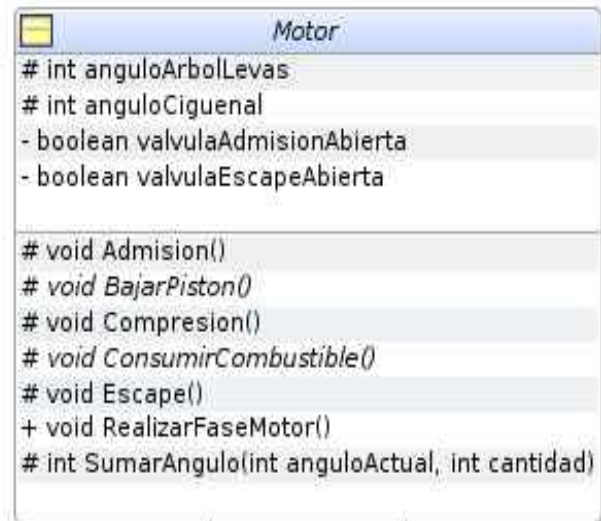 Motor
# int anguloArbolLevas
# int anguloCiguenal
- boolean valvulaAdmisionAbierta
- boolean valvulaEscapeAbierta
# void Admision()
# void BajarPiston()
# void Compresion()
# void ConsumirCombustible()
# void Escape()
+ void RealizarFaseMotor()
# int SumarAngulo(int anguloActual, int cantidad)